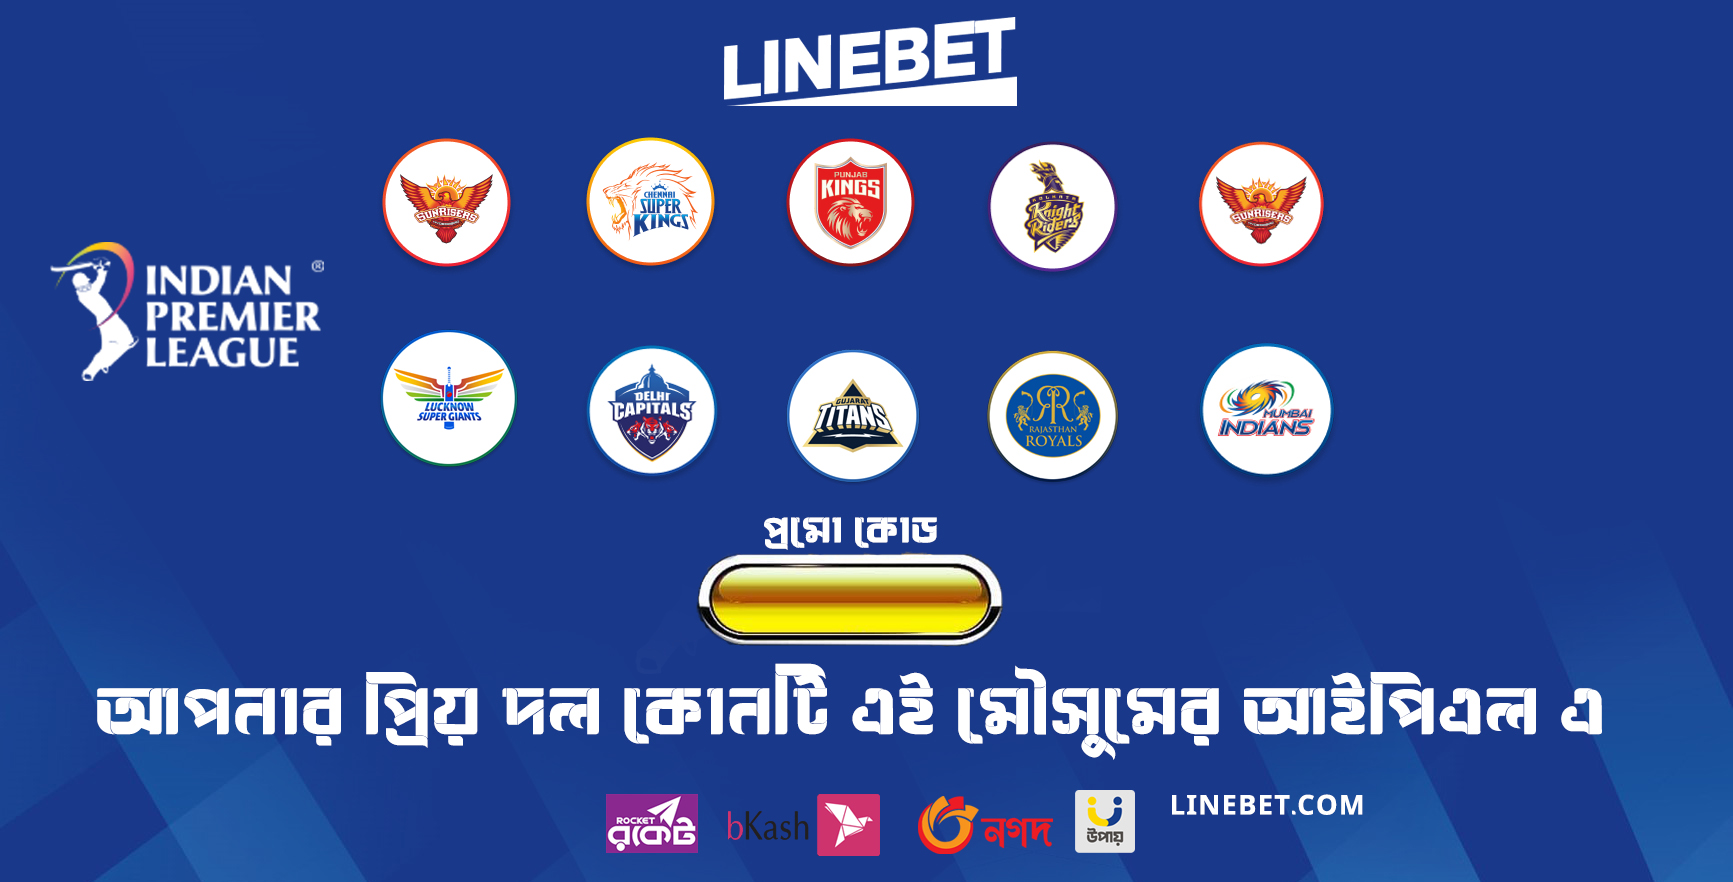 LINEBET
SUNRISERS
CHENNAI
SUPER
KINGS
PUNJAB
KINGS
KOLKATA
Knight
Riders
SUNRISERS
INDIAN ®
PREMIER
LEAGUE
LUCKNOW
SUPER GIANTS
DELHI
CAPITALS
GUJARAT
TITANS
RR
RAJASTHAN
ROYALS
MUMBAI
INDIANS
প্রমো কোড
আপনার প্রিয় দল কোনটি এই মৌসুমের আইপিএল এ
ROCKET
রকেট
bKash
নগদ
উপায়
LINEBET.COM